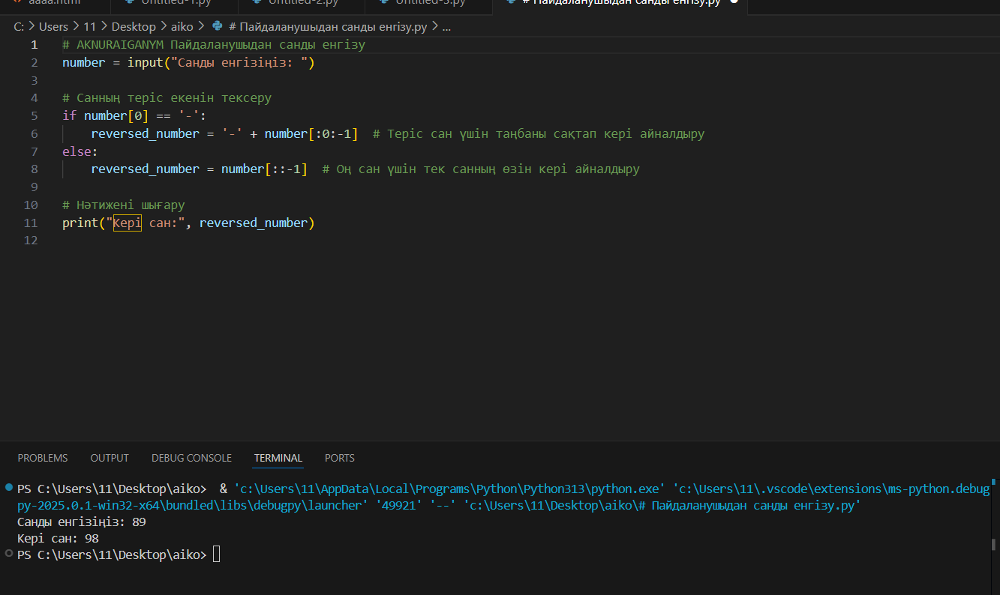 aaaa.html Untitled-1.py Untitled-2.py Untitled-3.py # Пайдаланушыдан санды енгізу.py
C: > Users > 11 > Desktop > aiko > # Пайдаланушыдан санды енгізу.py > ...
1 # AKNURAIGANYM Пайдаланушыдан санды енгізу
2 number = input("Санды енгізіңіз: ")
3
4 # Санның теріс екенін тексеру
5 if number[0] == '-':
6 reversed_number = '-' + number[:0:-1] # Теріс сан үшін таңбаны сақтап кері айналдыру
7 else:
8 reversed_number = number[::-1] # Оң сан үшін тек санның өзін кері айналдыру
9
10 # Нәтижені шығару
11 print("Кері сан:", reversed_number)
12
PROBLEMS OUTPUT DEBUG CONSOLE TERMINAL PORTS
PS C:\Users\11\Desktop\aiko> & 'c:\Users\11\AppData\Local\Programs\Python\Python313\python.exe' 'c:\Users\11\.vscode\extensions\ms-python.debug
py-2025.0.1-win32-x64\bundled\libs\debugpy\launcher' '49921' '--' 'c:\Users\11\Desktop\aiko\# Пайдаланушыдан санды енгізу.py'
Санды енгізіңіз: 89
Кері сан: 98
PS C:\Users\11\Desktop\aiko>